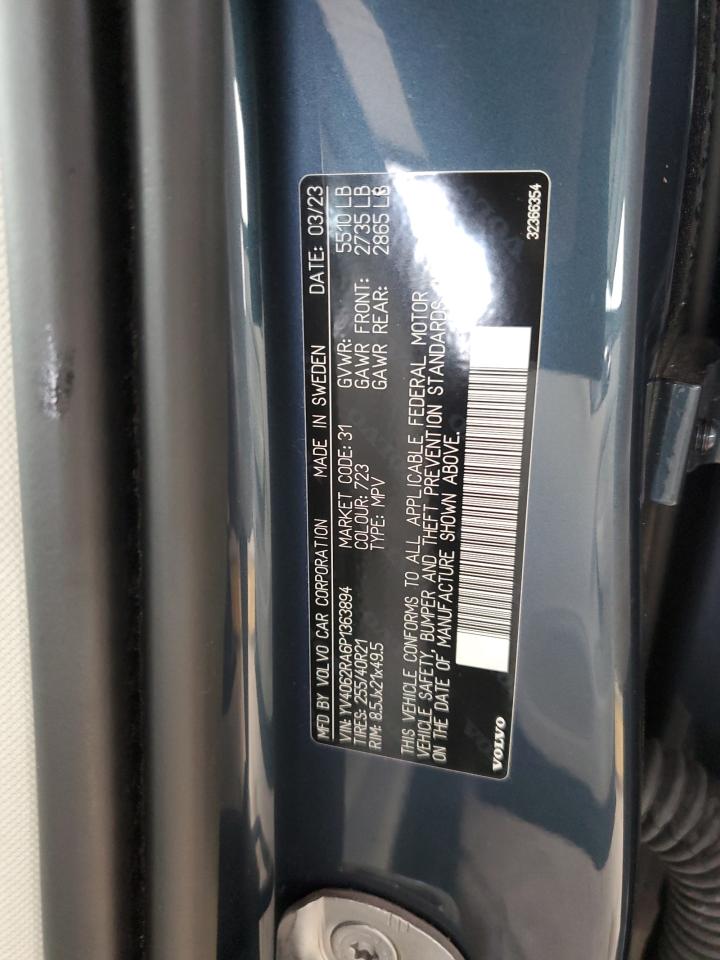 MFD BY VOLVO CAR CORPORATION MADE IN SWEDEN DATE: 03/23
VIN: YV4062RA6P1363894 MARKET CODE: 31 GVWR: 5510 LB
TIRES: 255/40R21 COLOUR: 723 GAWR FRONT: 2735 LB
RIM: 8.5Jx21x49.5 TYPE: MPV GAWR REAR: 2865 LB
THIS VEHICLE CONFORMS TO ALL APPLICABLE FEDERAL MOTOR
VEHICLE SAFETY, BUMPER AND THEFT PREVENTION STANDARDS
ON THE DATE OF MANUFACTURE SHOWN ABOVE.
VOLVO 32366354